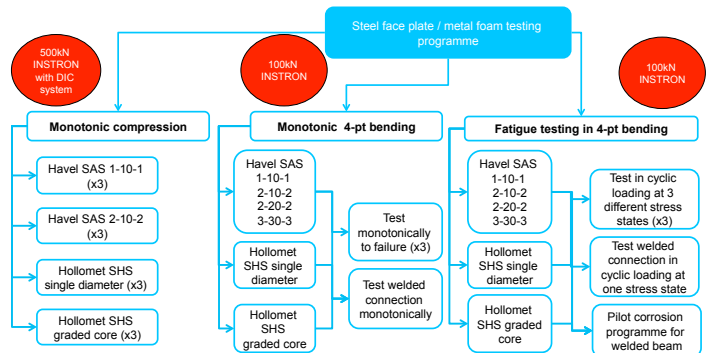 Steel face plate / metal foam testing
programme
500kN
INSTRON
with DIC
system
100kN
INSTRON
100kN
INSTRON
Monotonic compression
Havel SAS 1-10-1
(x3)
Havel SAS 2-10-2
(x3)
Hollomet SHS
single diameter (x3)
Hollomet SHS
graded core (x3)
Monotonic 4-pt bending
Havel SAS
1-10-1
2-10-2
2-20-2
3-30-3
Hollomet
SHS single
diameter
Hollomet
SHS
graded core
Test
monotonically
to failure (x3)
Test welded
connection
monotonically
Fatigue testing in 4-pt bending
Havel SAS
1-10-1
2-10-2
2-20-2
3-30-3
Hollomet
SHS single
diameter
Hollomet
SHS graded
core
Test in cyclic
loading at 3
different stress
states (x3)
Test welded
connection in
cyclic loading at
one stress state
Pilot corrosion
programme for
welded beam